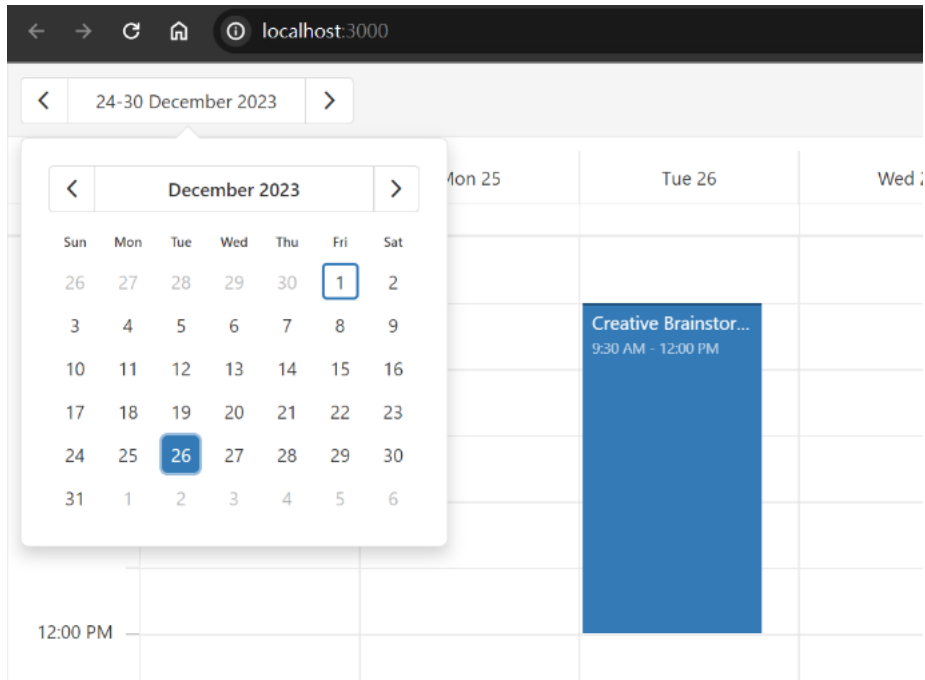 localhost:3000
24-30 December 2023
December 2023
Sun Mon Tue Wed Thu Fri Sat
26 27 28 29 30 1 2
3 4 5 6 7 8 9
10 11 12 13 14 15 16
17 18 19 20 21 22 23
24 25 26 27 28 29 30
31 1 2 3 4 5 6
25 Tue 26 Wed
Creative Brainstor...
9:30 AM - 12:00 PM
12:00 PM